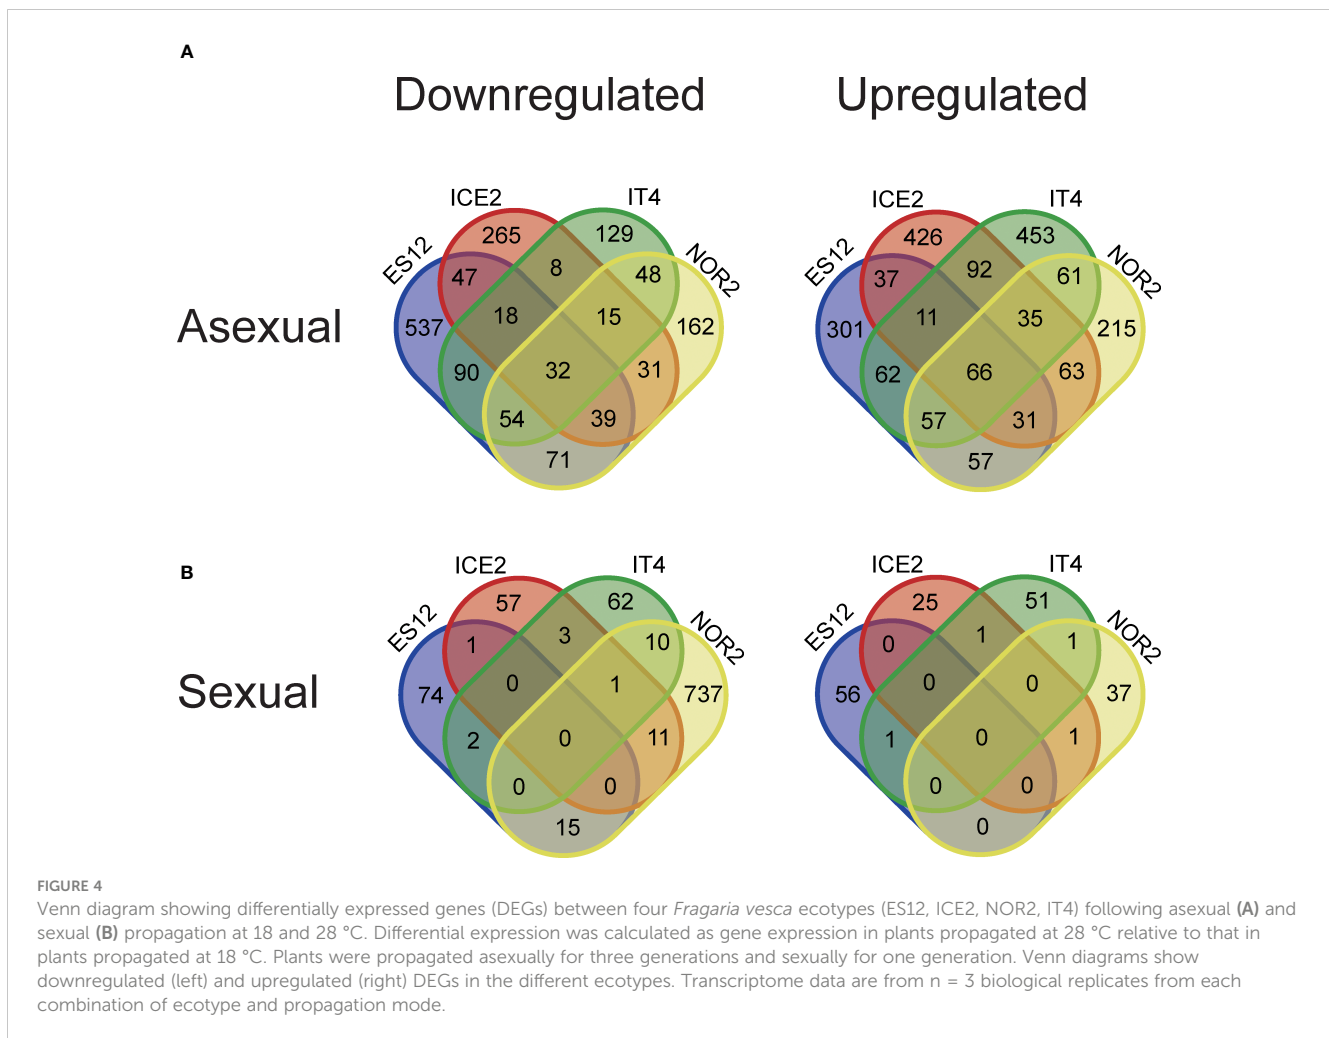 A
Downregulated Upregulated
Asexual
ICE2 IT4
ES12 NOR2
265 129
47 8 48
537 18 15 162
90 32 31
54 39
71
ICE2 IT4
ES12 NOR2
426 453
37 92 61
301 11 35 215
62 66 63
57 31
57
B
Sexual
ICE2 IT4
ES12 NOR2
57 62
1 3 10
74 0 1 737
2 0 11
0 0
15
ICE2 IT4
ES12 NOR2
25 51
0 1 1
56 0 0 37
1 0 1
0 0
0
FIGURE 4
Venn diagram showing differentially expressed genes (DEGs) between four Fragaria vesca ecotypes (ES12, ICE2, NOR2, IT4) following asexual (A) and
sexual (B) propagation at 18 and 28 °C. Differential expression was calculated as gene expression in plants propagated at 28 °C relative to that in
plants propagated at 18 °C. Plants were propagated asexually for three generations and sexually for one generation. Venn diagrams show
downregulated (left) and upregulated (right) DEGs in the different ecotypes. Transcriptome data are from n = 3 biological replicates from each
combination of ecotype and propagation mode.